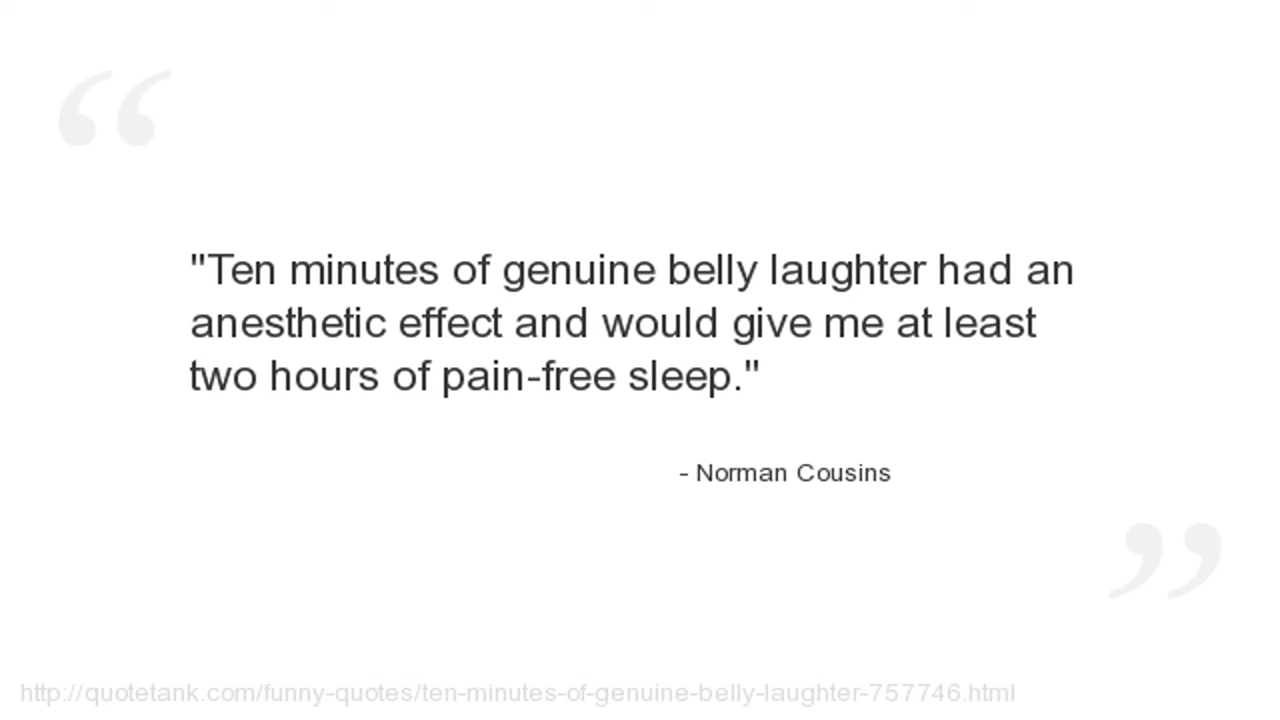 “
"Ten minutes of genuine belly laughter had an
anesthetic effect and would give me at least
two hours of pain-free sleep."
- Norman Cousins
”
http://quotetank.com/funny-quotes/ten-minutes-of-genuine-belly-laughter-757746.html